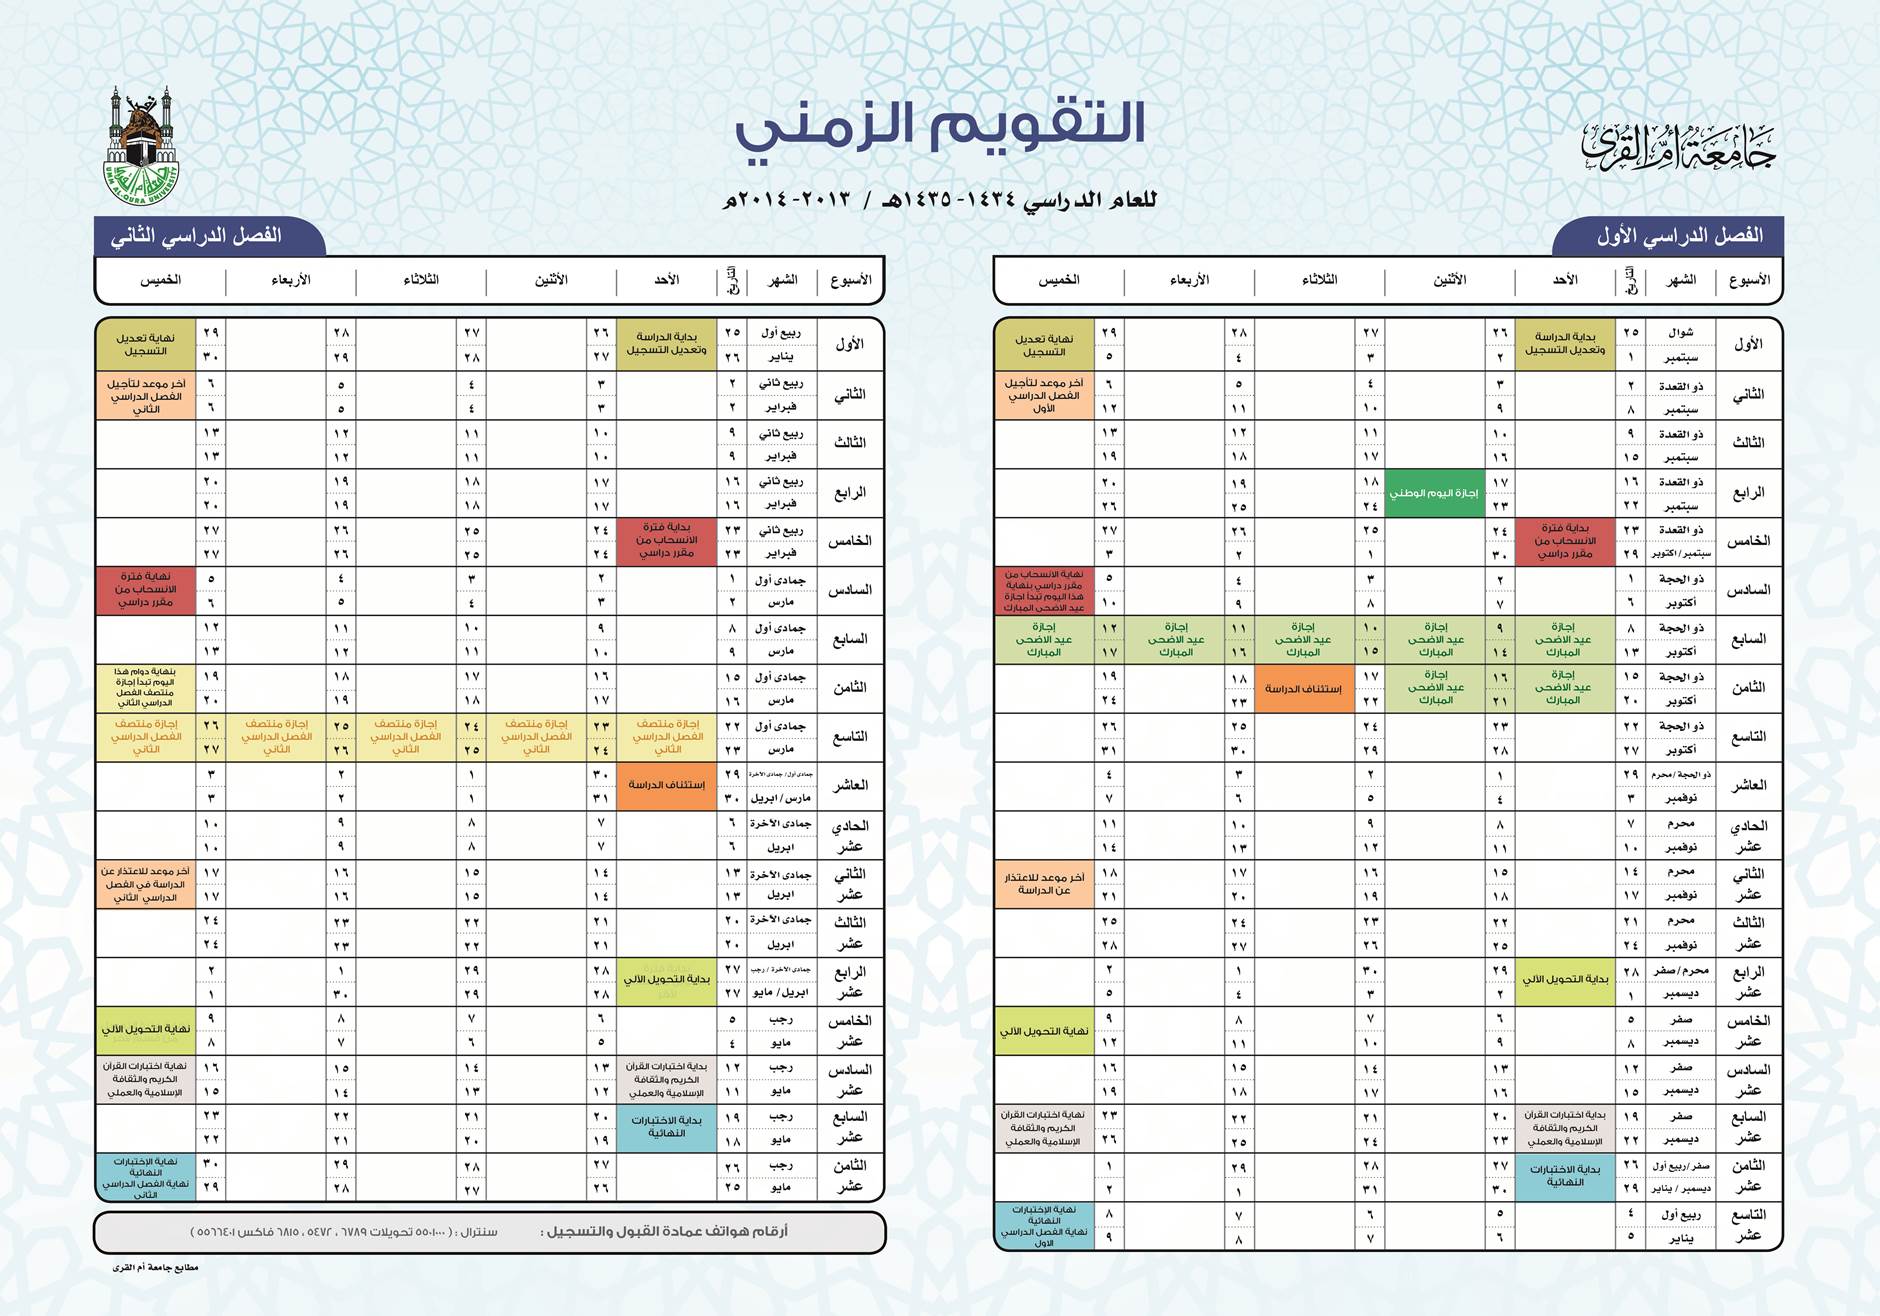 جامعة أم القرى
UMM AL-QURA UNIVERSITY
التقويم الزمني
للعام الدراسي ١٤٣٤-١٤٣٥هـ / ٢٠١٣-٢٠١٤م
الفصل الدراسي الأول
الأسبوع الشهر التاريخ الأحد الأثنين الثلاثاء الأربعاء الخميس
الأول
شوال ٢٥ ٢٦ ٢٧ ٢٨ ٢٩
سبتمبر ١ ٢ ٣ ٤ ٥
بداية الدراسة
وتعديل التسجيل
نهاية تعديل
التسجيل
الثاني
ذو القعدة ٢ ٣ ٤ ٥ ٦
سبتمبر ٨ ٩ ١٠ ١١ ١٢
أخر موعد لتأجيل
الفصل الدراسي
الأول
الثالث
ذو القعدة ٩ ١٠ ١١ ١٢ ١٣
سبتمبر ١٥ ١٦ ١٧ ١٨ ١٩
الرابع
ذو القعدة ١٦ ١٧ ١٨ ١٩ ٢٠
سبتمبر ٢٢ ٢٣ ٢٤ ٢٥ ٢٦
إجازة اليوم الوطني
الخامس
ذو القعدة ٢٣ ٢٤ ٢٥ ٢٦ ٢٧
سبتمبر/اكتوبر ٢٩ ٣٠ ١ ٢ ٣
بداية فترة
الانسحاب من
مقرر دراسي
السادس
ذو الحجة ١ ٢ ٣ ٤ ٥
أكتوبر ٦ ٧ ٨ ٩ ١٠
نهاية الانسحاب من
مقرر دراسي بنهاية
هذا اليوم تبدأ اجازة
عيد الاضحى المبارك
السابع
ذو الحجة ٨ ٩ ١٠ ١١ ١٢
أكتوبر ١٣ ١٤ ١٥ ١٦ ١٧
إجازة إجازة إجازة إجازة إجازة
عيد الاضحى عيد الاضحى عيد الاضحى عيد الاضحى عيد الاضحى
المبارك المبارك المبارك المبارك المبارك
الثامن
ذو الحجة ١٥ ١٦ ١٧ ١٨ ١٩
أكتوبر ٢٠ ٢١ ٢٢ ٢٣ ٢٤
إجازة إجازة
عيد الاضحى عيد الاضحى
المبارك المبارك
إستئناف الدراسة
التاسع
ذو الحجة ٢٢ ٢٣ ٢٤ ٢٥ ٢٦
أكتوبر ٢٧ ٢٨ ٢٩ ٣٠ ٣١
العاشر
ذو الحجة /محرم ٢٩ ١ ٢ ٣ ٤
نوفمبر ٣ ٤ ٥ ٦ ٧
الحادي
عشر
محرم ٧ ٨ ٩ ١٠ ١١
نوفمبر ١٠ ١١ ١٢ ١٣ ١٤
الثاني
عشر
محرم ١٤ ١٥ ١٦ ١٧ ١٨
نوفمبر ١٧ ١٨ ١٩ ٢٠ ٢١
أخر موعد للاعتذار
عن الدراسة
الثالث
عشر
محرم ٢١ ٢٢ ٢٣ ٢٤ ٢٥
نوفمبر ٢٤ ٢٥ ٢٦ ٢٧ ٢٨
الرابع
عشر
محرم/صفر ٢٨ ٢٩ ٣٠ ١ ٢
ديسمبر ١ ٢ ٣ ٤ ٥
بداية التحويل الآلي
الخامس
عشر
صفر ٥ ٦ ٧ ٨ ٩
ديسمبر ٨ ٩ ١٠ ١١ ١٢
نهاية التحويل الآلي
السادس
عشر
صفر ١٢ ١٣ ١٤ ١٥ ١٦
ديسمبر ١٥ ١٦ ١٧ ١٨ ١٩
السابع
عشر
صفر ١٩ ٢٠ ٢١ ٢٢ ٢٣
ديسمبر ٢٢ ٢٣ ٢٤ ٢٥ ٢٦
بداية اختبارات القرآن
الكريم والثقافة
الإسلامية والعملي
نهاية اختبارات القرآن
الكريم والثقافة
الإسلامية والعملي
الثامن
عشر
صفر/ربيع أول ٢٦ ٢٧ ٢٨ ٢٩ ١
ديسمبر / يناير ٢٩ ٣٠ ٣١ ١ ٢
بداية الاختبارات
النهائية
التاسع
عشر
ربيع أول ٤ ٥ ٦ ٧ ٨
يناير ٥ ٦ ٧ ٨ ٩
نهاية الإختبارات
النهائية
نهاية الفصل الدراسي
الاول
الفصل الدراسي الثاني
الأسبوع الشهر التاريخ الأحد الأثنين الثلاثاء الأربعاء الخميس
الأول
ربيع أول ٢٥ ٢٦ ٢٧ ٢٨ ٢٩
يناير ٢٦ ٢٧ ٢٨ ٢٩ ٣٠
بداية الدراسة
وتعديل التسجيل
نهاية تعديل
التسجيل
الثاني
ربيع ثاني ٢ ٣ ٤ ٥ ٦
فبراير ٢ ٣ ٤ ٥ ٦
أخر موعد لتأجيل
الفصل الدراسي
الثاني
الثالث
ربيع ثاني ٩ ١٠ ١١ ١٢ ١٣
فبراير ٩ ١٠ ١١ ١٢ ١٣
الرابع
ربيع ثاني ١٦ ١٧ ١٨ ١٩ ٢٠
فبراير ١٦ ١٧ ١٨ ١٩ ٢٠
الخامس
ربيع ثاني ٢٣ ٢٤ ٢٥ ٢٦ ٢٧
فبراير ٢٣ ٢٤ ٢٥ ٢٦ ٢٧
بداية فترة
الانسحاب من
مقرر دراسي
السادس
جمادى أول ١ ٢ ٣ ٤ ٥
مارس ٢ ٣ ٤ ٥ ٦
نهاية فترة
الانسحاب من
مقرر دراسي
السابع
جمادى أول ٨ ٩ ١٠ ١١ ١٢
مارس ٩ ١٠ ١١ ١٢ ١٣
الثامن
جمادى أول ١٥ ١٦ ١٧ ١٨ ١٩
مارس ١٦ ١٧ ١٨ ١٩ ٢٠
بنهاية دوام هذا
اليوم تبدأ إجازة
منتصف الفصل
الدراسي الثاني
التاسع
جمادى أول ٢٢ ٢٣ ٢٤ ٢٥ ٢٦
مارس ٢٣ ٢٤ ٢٥ ٢٦ ٢٧
إجازة منتصف إجازة منتصف إجازة منتصف إجازة منتصف إجازة منتصف
الفصل الدراسي الفصل الدراسي الفصل الدراسي الفصل الدراسي الفصل الدراسي
الثاني الثاني الثاني الثاني الثاني
العاشر
جمادى أول/ جمادى الآخرة ٢٩ ٣٠ ١ ٢ ٣
مارس/ ابريل ٣٠ ٣١ ١ ٢ ٣
إستئناف الدراسة
الحادي
عشر
جمادى الآخرة ٦ ٧ ٨ ٩ ١٠
ابريل ٦ ٧ ٨ ٩ ١٠
الثاني
عشر
جمادى الآخرة ١٣ ١٤ ١٥ ١٦ ١٧
ابريل ١٣ ١٤ ١٥ ١٦ ١٧
أخر موعد للاعتذار عن
الدراسة في الفصل
الدراسي الثاني
الثالث
عشر
جمادى الآخرة ٢٠ ٢١ ٢٢ ٢٣ ٢٤
ابريل ٢٠ ٢١ ٢٢ ٢٣ ٢٤
الرابع
عشر
جمادى الآخرة / رجب ٢٧ ٢٨ ٢٩ ١ ٢
ابريل/ مايو ٢٧ ٢٨ ٢٩ ٣٠ ١
بداية التحويل الآلي
الخامس
عشر
رجب ٥ ٦ ٧ ٨ ٩
مايو ٤ ٥ ٦ ٧ ٨
نهاية التحويل الآلي
السادس
عشر
رجب ١٢ ١٣ ١٤ ١٥ ١٦
مايو ١١ ١٢ ١٣ ١٤ ١٥
بداية اختبارات القرآن
الكريم والثقافة
الإسلامية والعملي
نهاية اختبارات القرآن
الكريم والثقافة
الإسلامية والعملي
السابع
عشر
رجب ١٩ ٢٠ ٢١ ٢٢ ٢٣
مايو ١٨ ١٩ ٢٠ ٢١ ٢٢
بداية الاختبارات
النهائية
الثامن
عشر
رجب ٢٦ ٢٧ ٢٨ ٢٩ ٣٠
مايو ٢٥ ٢٦ ٢٧ ٢٨ ٢٩
نهاية الإختبارات
النهائية
نهاية الفصل الدراسي
الثاني
أرقام هواتف عمادة القبول والتسجيل : سنترال : ( ٥٥٠١٠٠٠ تحويلات ٦٧٨٩ ، ٥٤٧٢ ، ٦٨١٥ فاكس ٥٥٦٦٤٠١ )
مطابع جامعة أم القرى